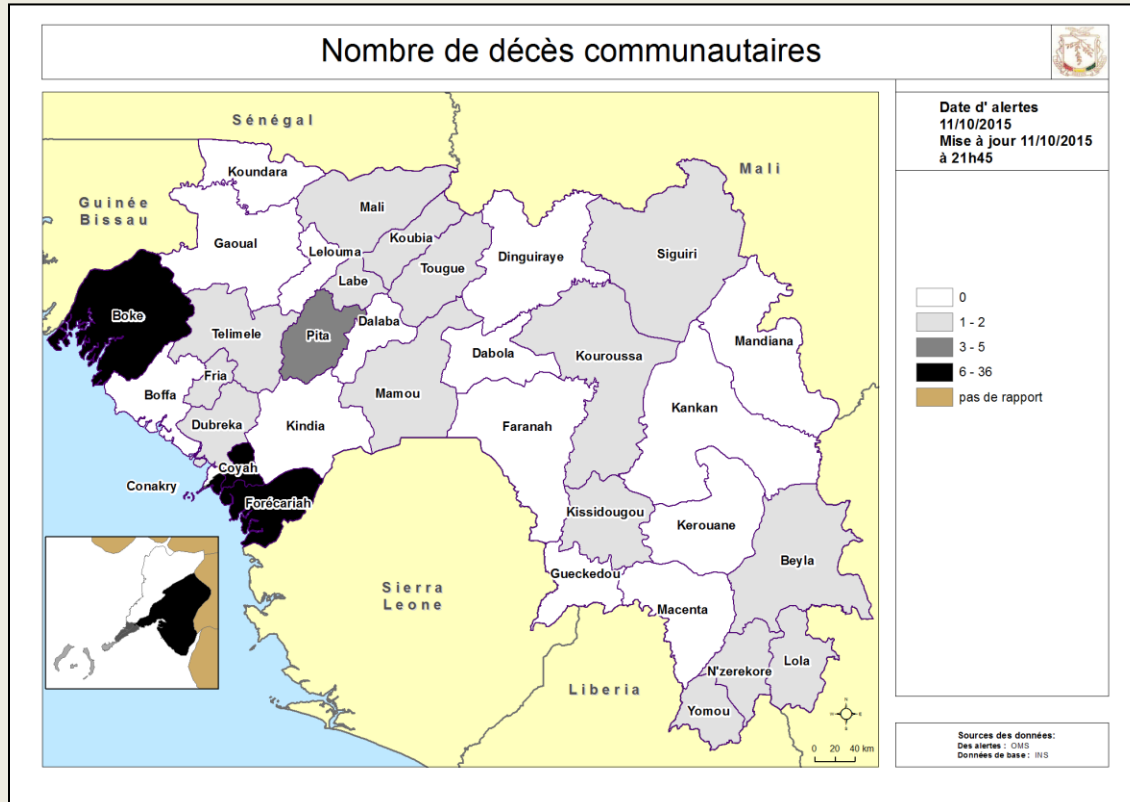 Nombre de décès communautaires
Date d' alertes
11/10/2015
Mise à jour 11/10/2015
à 21h45
Sénégal
Mali
Guinée
Bissau
Koundara
Mali
Gaoual
Koubia
Lelouma
Tougue
Dinguiraye
Siguiri
Labe
Boke
Telimele
Pita
Dalaba
Dabola
Kouroussa
Mandiana
Fria
Boffa
Mamou
Kankan
Dubreka
Kindia
Faranah
Coyah
Conakry
Forécariah
Kissidougou
Kerouane
Beyla
Gueckedou
Sierra
Leone
Macenta
Lola
N'zerekore
Liberia
Yomou
0 20 40 km
0
1 - 2
3 - 5
6 - 36
pas de rapport
Sources des données:
Des alertes : OMS
Données de base : INS